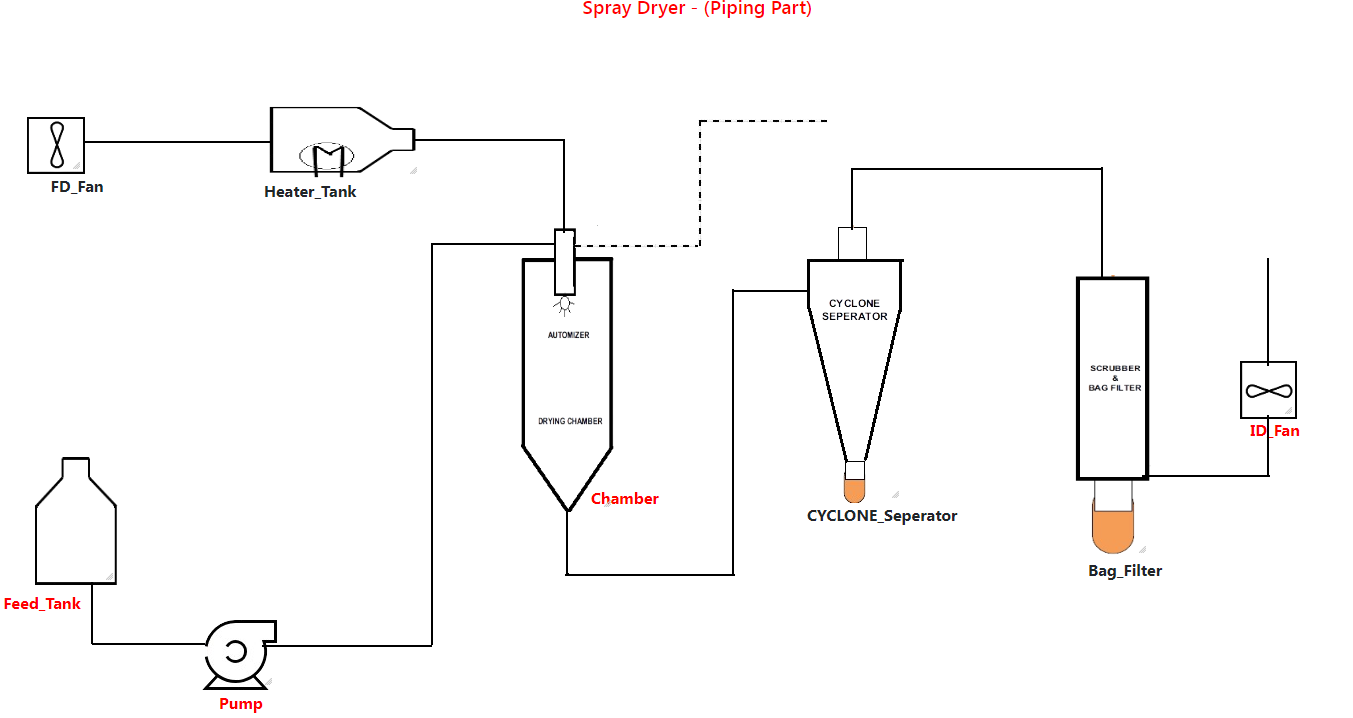 Spray Dryer - (Piping Part)
FD_Fan
Heater_Tank
AUTOMIZER
DRYING CHAMBER
Chamber
CYCLONE
SEPERATOR
CYCLONE_Seperator
SCRUBBER
&
BAG FILTER
Bag_Filter
ID_Fan
Feed_Tank
Pump